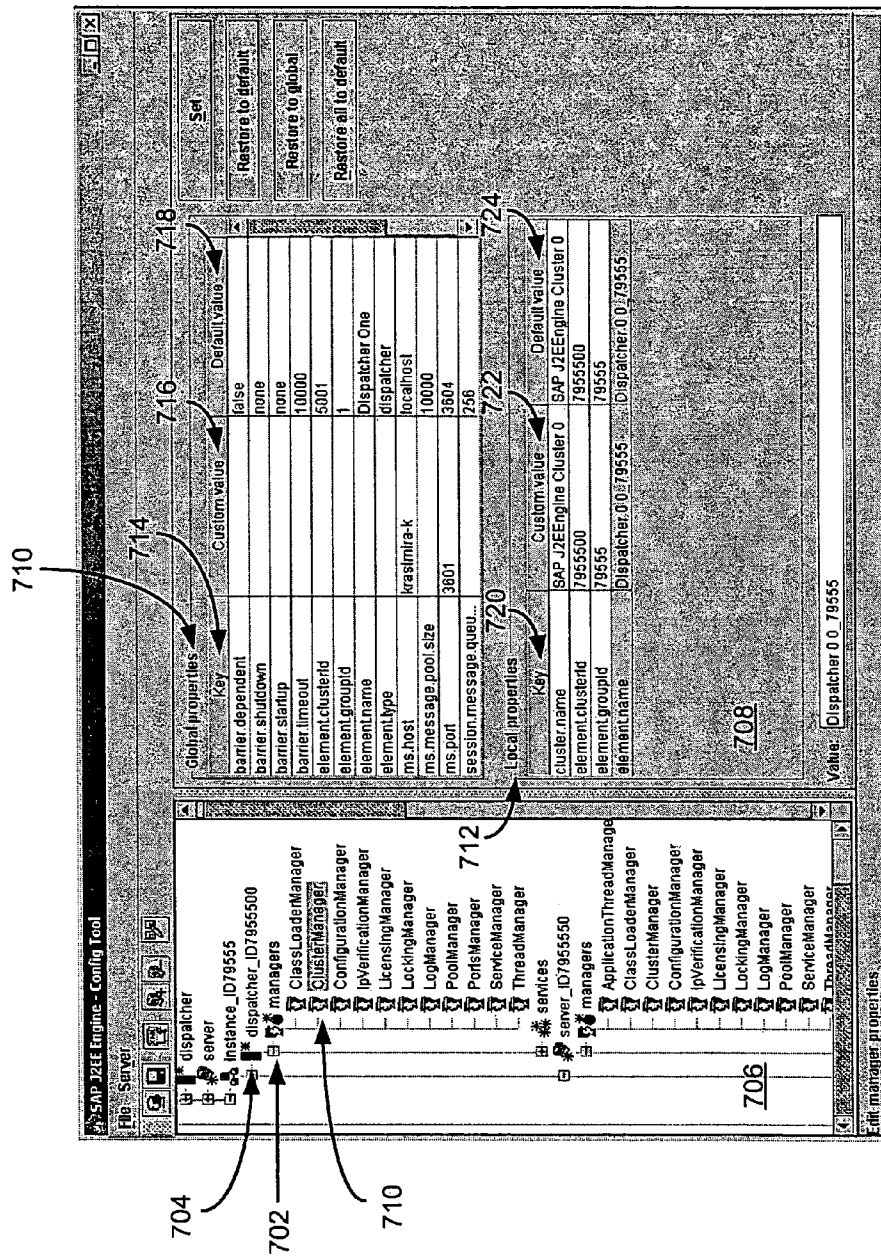 SAP J2EE Engine - Config Tool
File Server
dispatcher
server
Instance_ID79555
dispatcher_ID7955500
managers
ClassLoaderManager
ClusterManager
ConfigurationManager
IpVerificationManager
LicensingManager
LockingManager
LogManager
PoolManager
PortsManager
ServiceManager
ThreadManager
services
server_ID7955550
managers
ApplicationThreadManage
ClassLoaderManager
ClusterManager
ConfigurationManager
IpVerificationManager
LicensingManager
LockingManager
LogManager
PoolManager
ServiceManager
ThreadManager
704
702
710
706
710
Global properties
714
716
718
Key Custom value Default value
barrier.dependent false
barrier.shutdown none
barrier.startup none
barrier.timeout 10000
element.clusterId 5001
element.groupId 1
element.name Dispatcher One
element.type dispatcher
ms.host krasimira-k localhost
ms.message.pool.size 10000
ms.port 3601 3604
session.message.queu... 256
712
Local properties
720
722
724
Key Custom value Default value
cluster.name SAP J2EEngine Cluster 0 SAP J2EEngine Cluster 0
element.clusterId 7955500 7955500
element.groupId 79555 79555
element.name Dispatcher 0 0_79555 Dispatcher 0 0_79555
708
Value: Dispatcher 0 0_79555
Set
Restore to default
Restore to global
Restore all to default
Edit manager properties